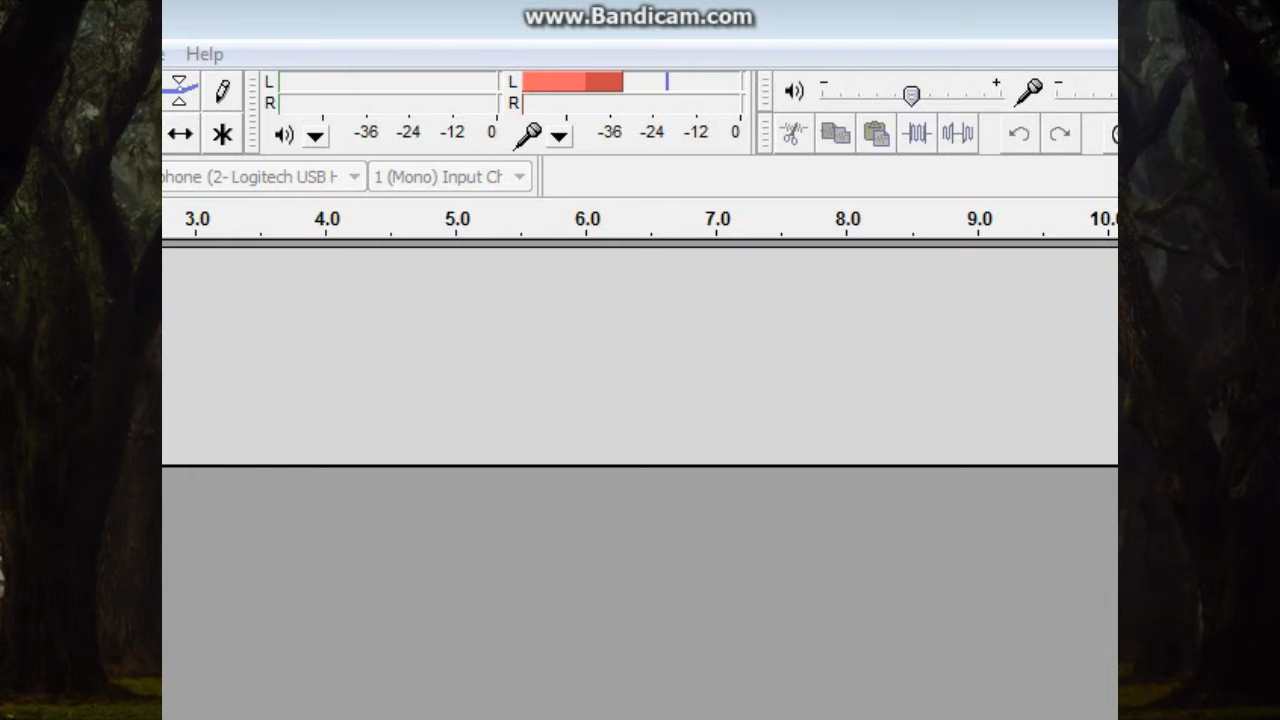 www.Bandicam.com
Help
L L - +  -
R R
-36 -24 -12 0 -36 -24 -12 0
phone (2- Logitech USB H 1 (Mono) Input Ch
3.0 4.0 5.0 6.0 7.0 8.0 9.0 10.0